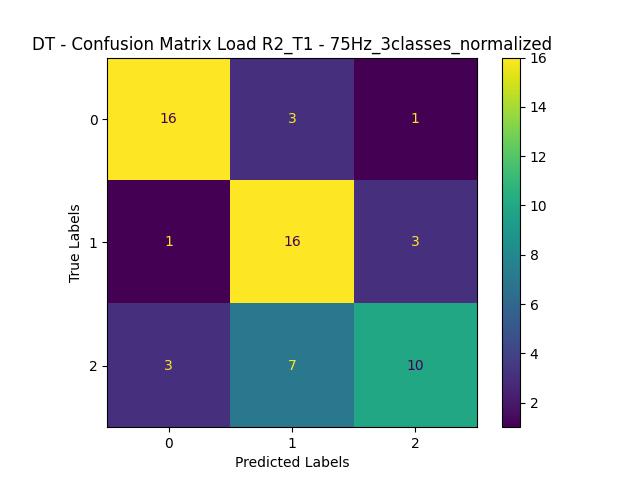 DT - Confusion Matrix Load R2_T1 - 75Hz_3classes_normalized
True Labels
0
1
2
16 3 1
1 16 3
3 7 10
0 1 2
Predicted Labels
16
14
12
10
8
6
4
2